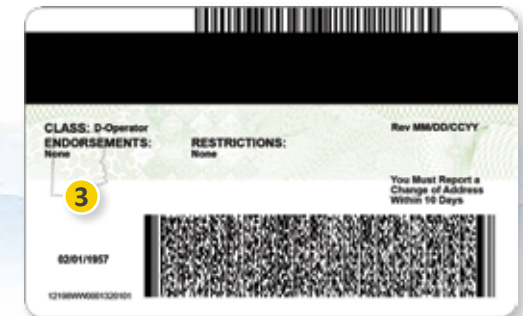 CLASS: D-Operator
ENDORSEMENTS:
None
RESTRICTIONS:
None
Rev MM/DD/CCYY
You Must Report a
Change of Address
Within 10 Days
3
02/01/1957
12198WW0001320101